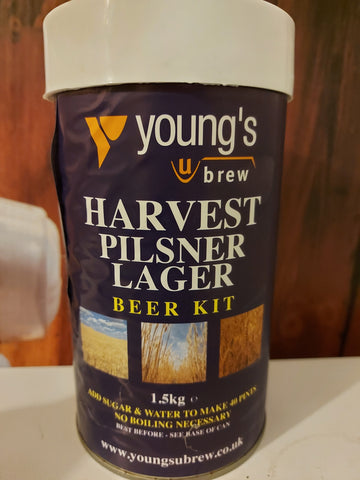 young's
u brew
HARVEST
PILSNER
LAGER
BEER KIT
1.5kg ℮
ADD SUGAR & WATER TO MAKE 40 PINTS
NO BOILING NECESSARY
BEST BEFORE - SEE BASE OF CAN
www.youngsubrew.co.uk